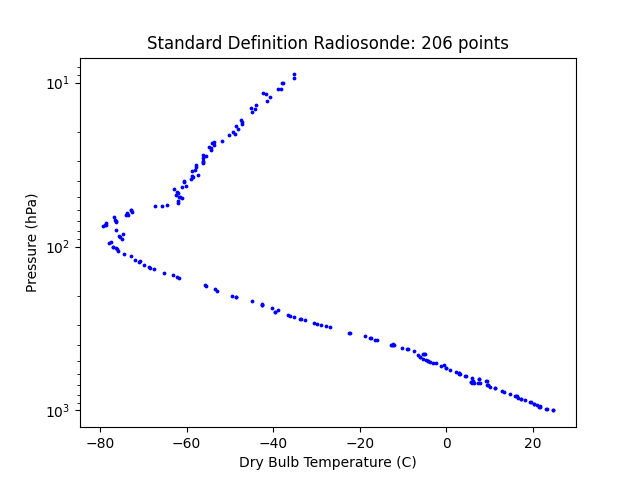 Standard Definition Radiosonde: 206 points
10¹
10²
10³
Pressure (hPa)
−80 −60 −40 −20 0 20
Dry Bulb Temperature (C)